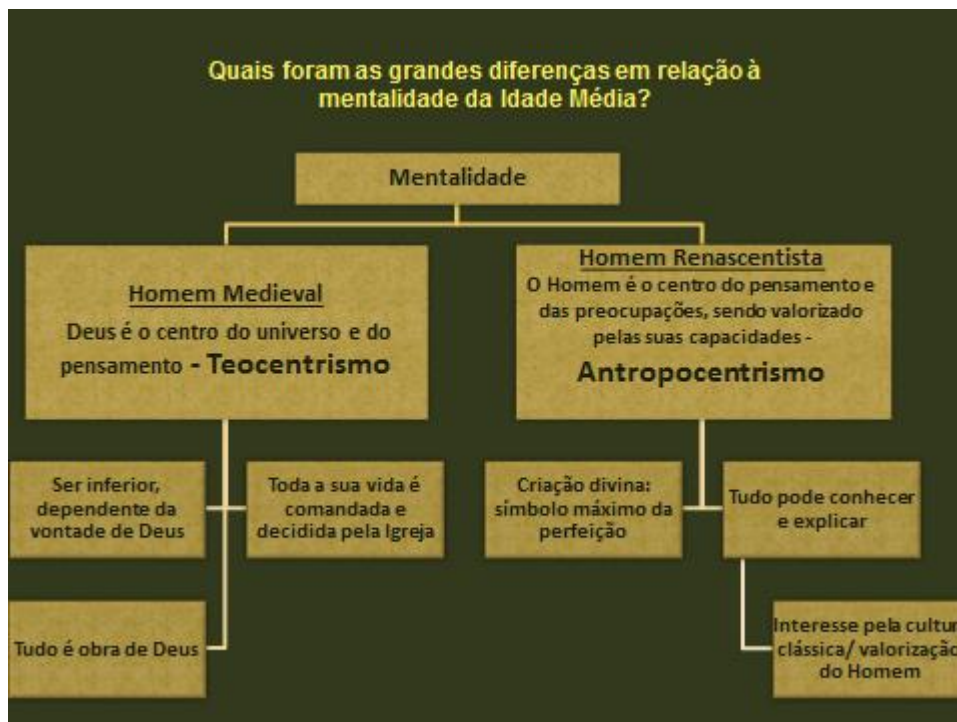 Quais foram as grandes diferenças em relação à
mentalidade da Idade Média?
Mentalidade
Homem Medieval
Deus é o centro do universo e do
pensamento - Teocentrismo
Homem Renascentista
O Homem é o centro do pensamento e
das preocupações, sendo valorizado
pelas suas capacidades -
Antropocentrismo
Ser inferior,
dependente da
vontade de Deus
Toda a sua vida é
comandada e
decidida pela Igreja
Criação divina:
símbolo máximo da
perfeição
Tudo pode conhecer
e explicar
Tudo é obra de Deus
Interesse pela cultur
clássica/ valorização
do Homem